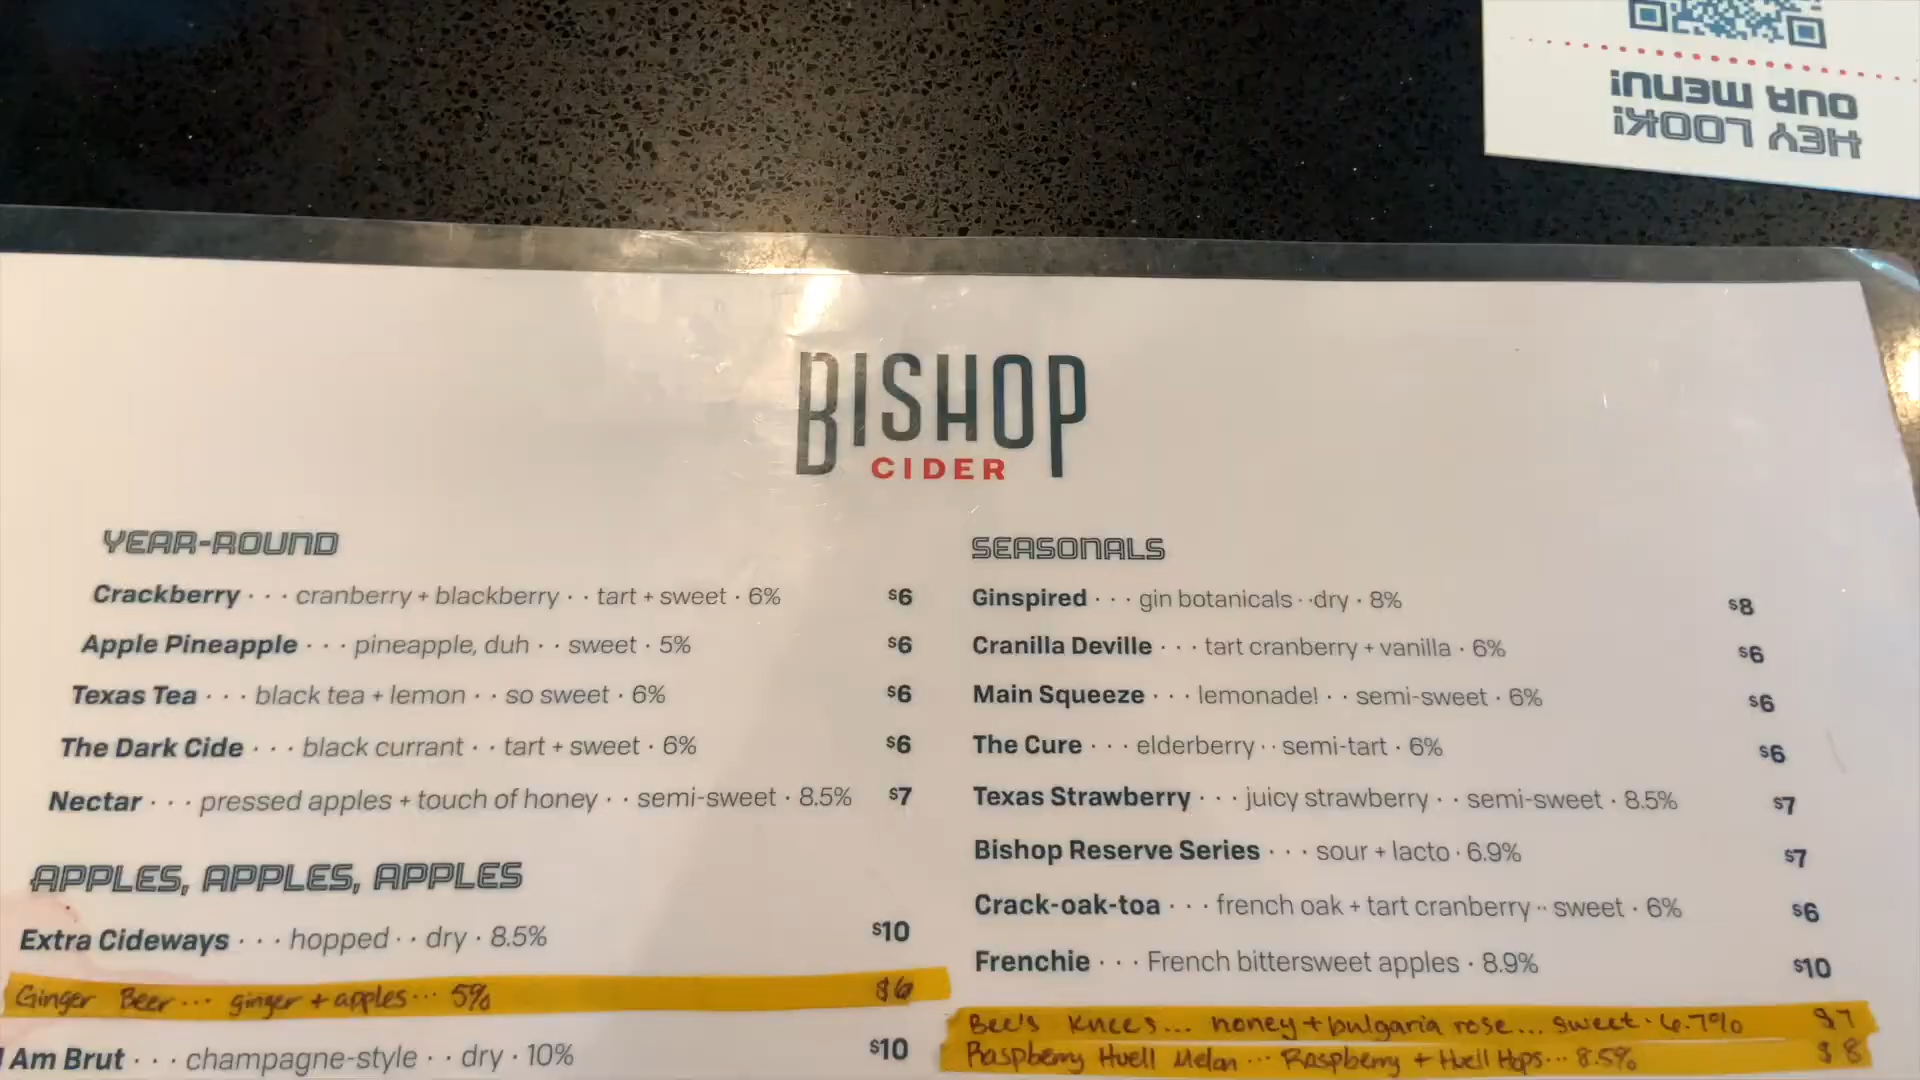 HEY LOOK!
OUR MENU!
BISHOP
CIDER
YEAR-ROUND
Crackberry · · · cranberry + blackberry · · tart + sweet · 6% $6
Apple Pineapple · · · pineapple, duh · · sweet · 5% $6
Texas Tea · · · black tea + lemon · · so sweet · 6% $6
The Dark Cide · · · black currant · · tart + sweet · 6% $6
Nectar · · · pressed apples + touch of honey · · semi-sweet · 8.5% $7
APPLES, APPLES, APPLES
Extra Cideways · · · hopped · · dry · 8.5% $10
Ginger Beer... ginger + apples... 5% $6
I Am Brut · · · champagne-style · · dry · 10% $10
SEASONALS
Ginspired · · · gin botanicals · · dry · 8% $8
Cranilla Deville · · · tart cranberry + vanilla · 6% $6
Main Squeeze · · · lemonade! · · semi-sweet · 6% $6
The Cure · · · elderberry · · semi-tart · 6% $6
Texas Strawberry · · · juicy strawberry · · semi-sweet · 8.5% $7
Bishop Reserve Series · · · sour + lacto · 6.9% $7
Crack-oak-toa · · · french oak + tart cranberry · · sweet · 6% $6
Frenchie · · · French bittersweet apples · 8.9% $10
Bee's Knees... honey + bulgaria rose... sweet · 6.7% $7
Raspberry Huell Melan... Raspberry + Huell Hops... 8.5% $8